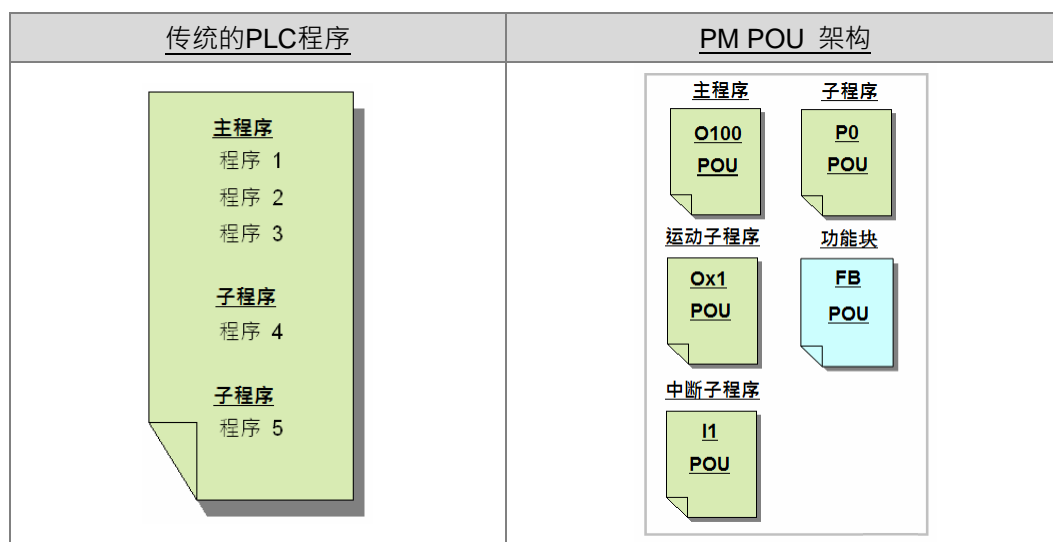 传统的PLC程序
PM POU 架构
主程序
程序 1
程序 2
程序 3
子程序
程序 4
子程序
程序 5
主程序
子程序
O100
POU
P0
POU
运动子程序
功能块
Ox1
POU
FB
POU
中断子程序
I1
POU